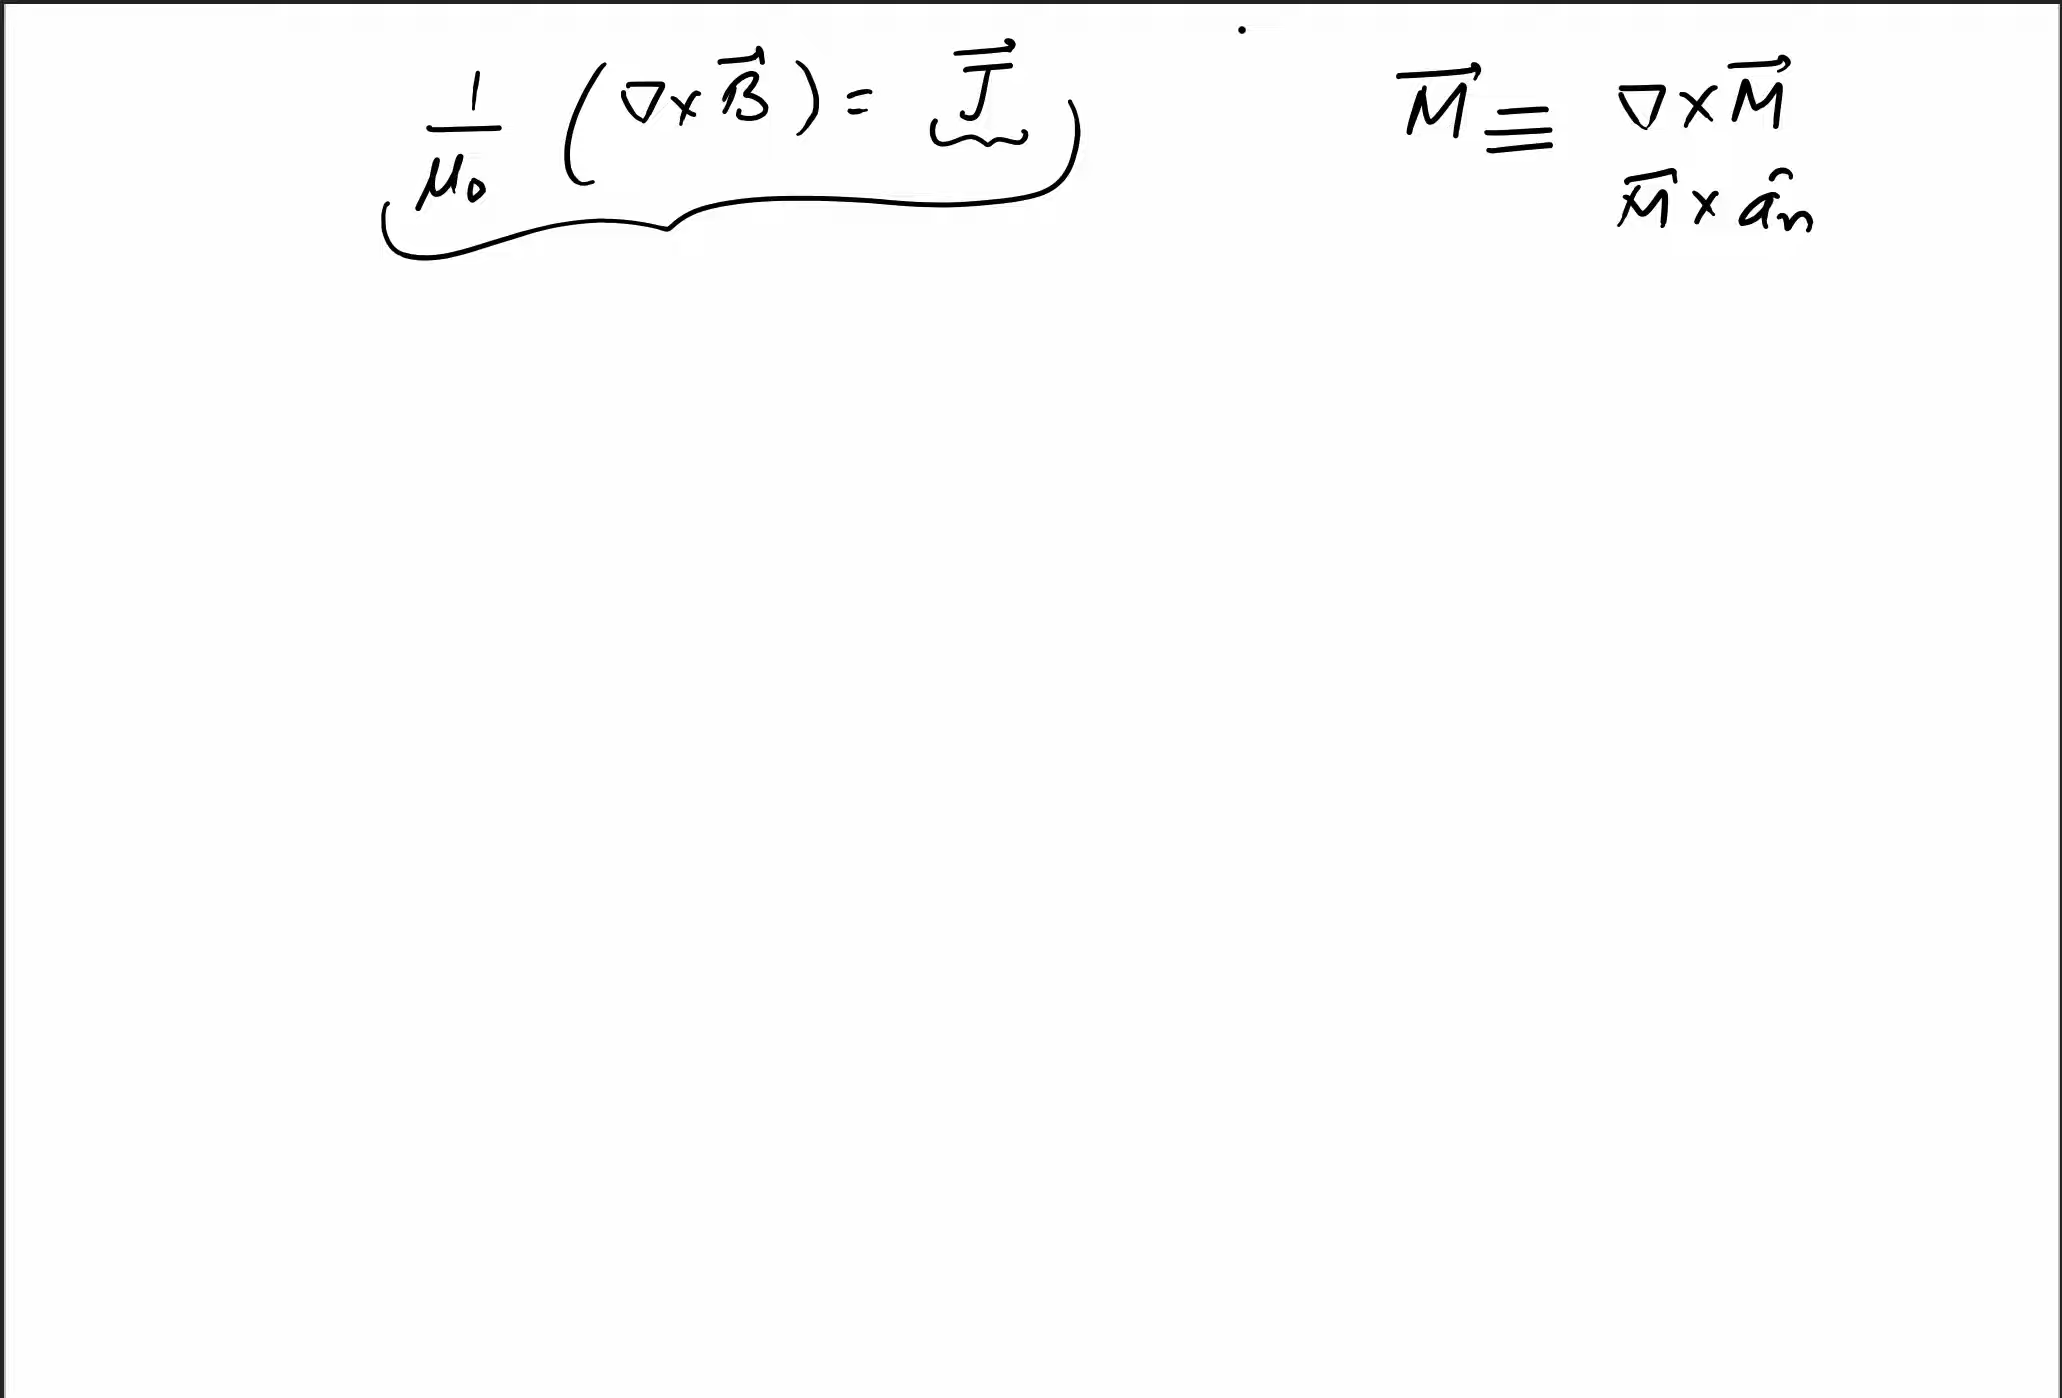 1/μ₀ (∇×B⃗) = J⃗
M⃗ ≡ ∇×M⃗
M⃗ × âₙ